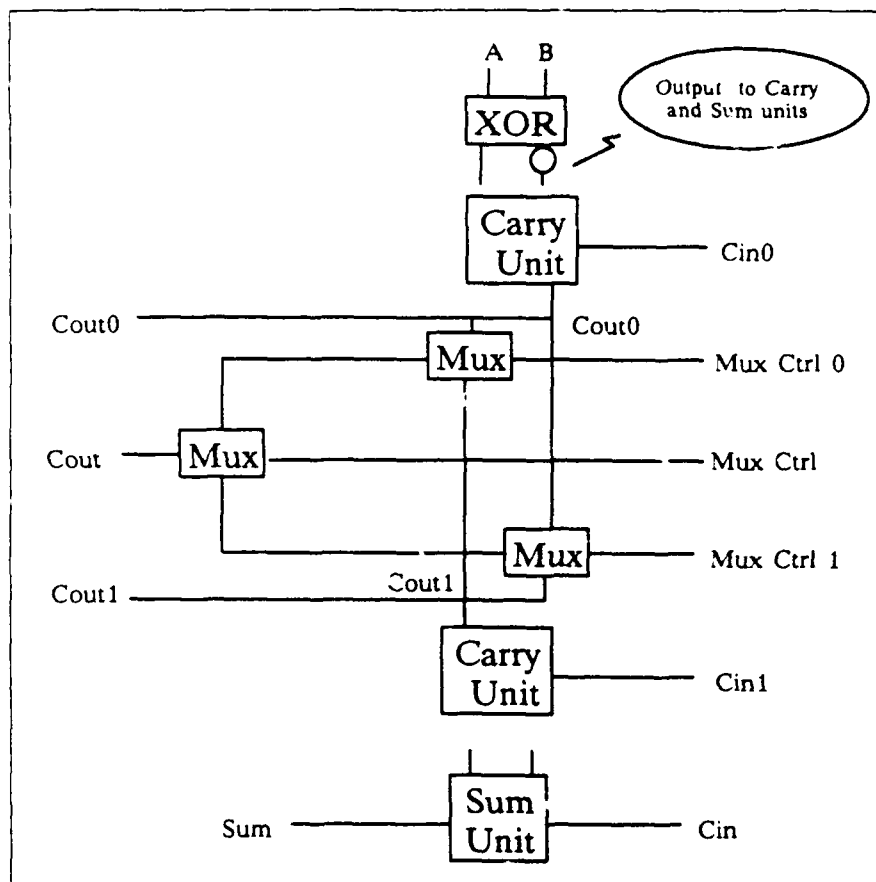 A B
Output to Carry
and Sum units
XOR
Carry
Unit
Cin0
Cout0
Cout0
Mux
Mux Ctrl 0
Cout
Mux
Mux Ctrl
Mux
Mux Ctrl 1
Cout1
Cout1
Carry
Unit
Cin1
Sum
Unit
Sum
Cin